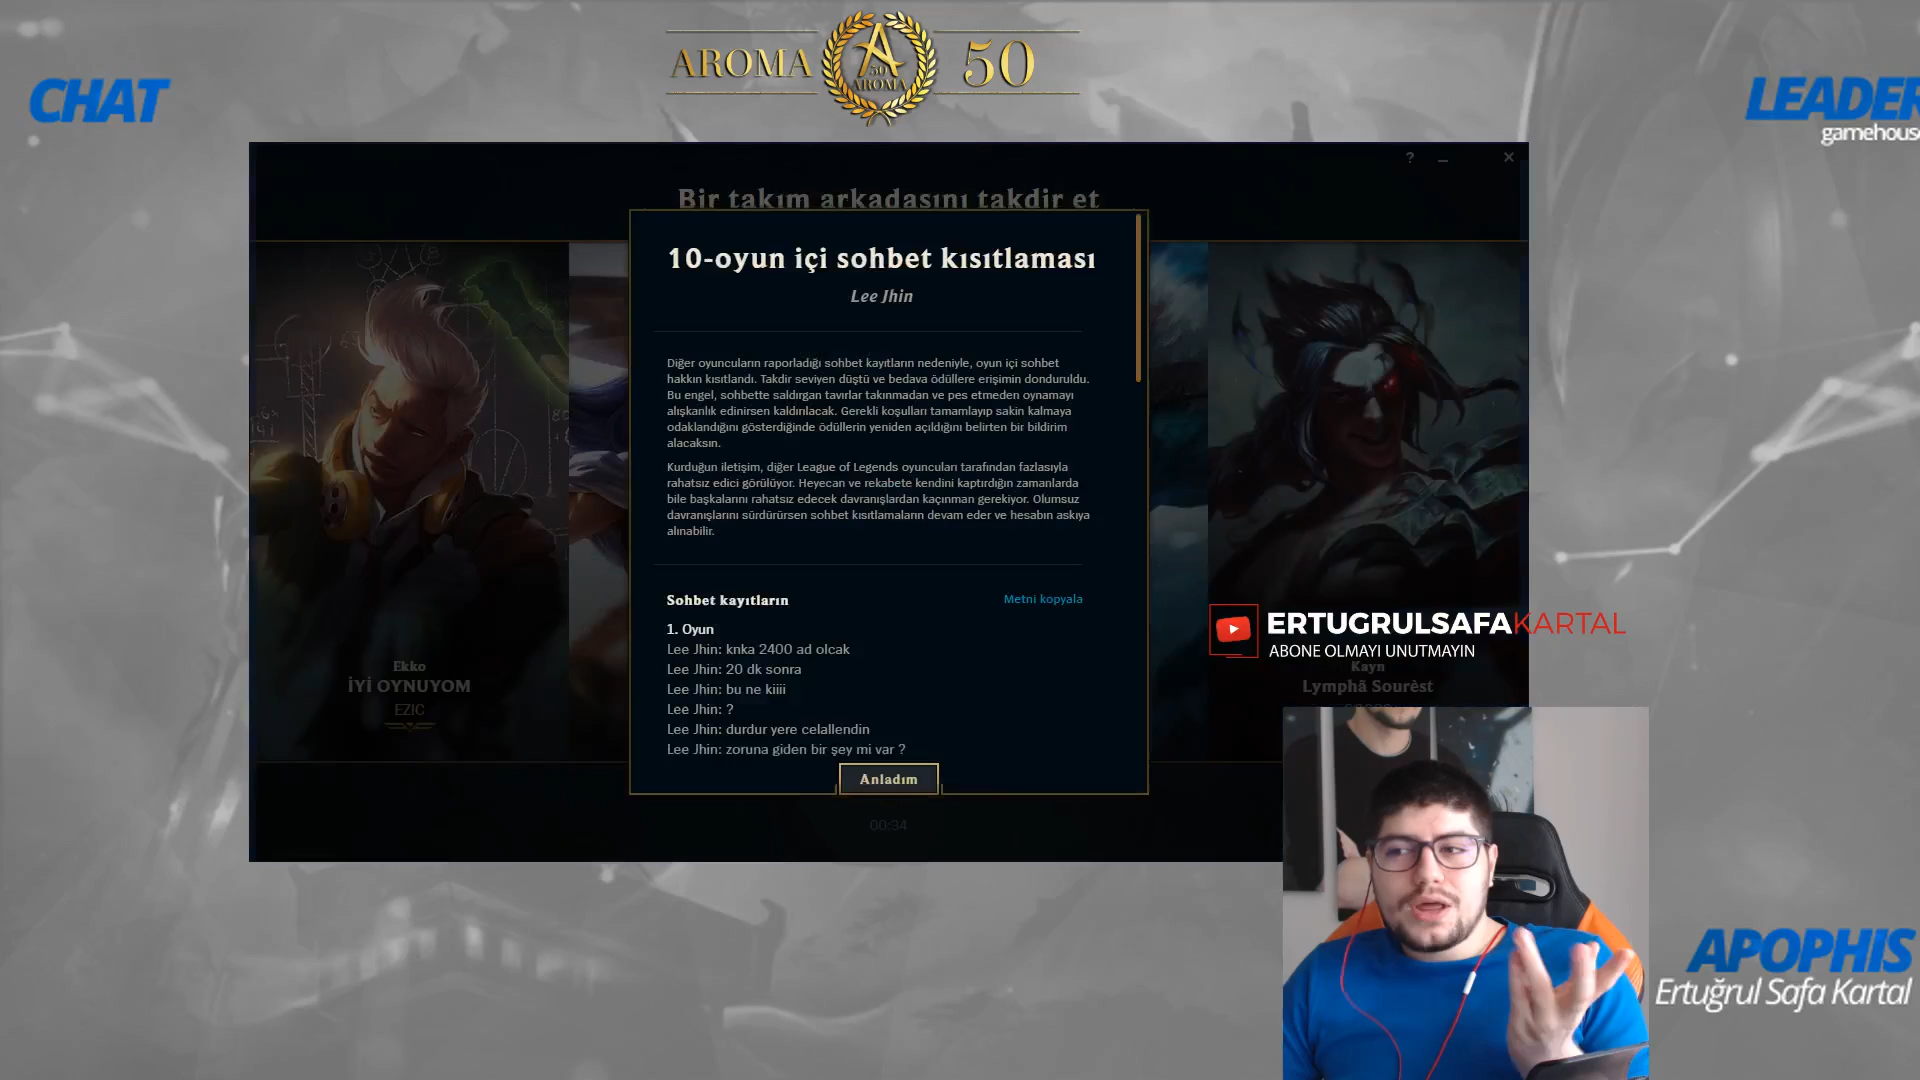 AROMA 50
50
AROMA
CHAT
LEADER
gamehouse
Bir takım arkadaşını takdir et
10-oyun içi sohbet kısıtlaması
Lee Jhin
Diğer oyuncuların raporladığı sohbet kayıtların nedeniyle, oyun içi sohbet
hakkın kısıtlandı. Takdir seviyen düştü ve bedava ödüllere erişimin donduruldu.
Bu engel, sohbette saldırgan tavırlar takınmadan ve pes etmeden oynamayı
alışkanlık edinirsen kaldırılacak. Gerekli koşulları tamamlayıp sakin kalmaya
odaklandığını gösterdiğinde ödüllerin yeniden açıldığını belirten bir bildirim
alacaksın.
Kurduğun iletişim, diğer League of Legends oyuncuları tarafından fazlasıyla
rahatsız edici görülüyor. Heyecan ve rekabete kendini kaptırdığın zamanlarda
bile başkalarını rahatsız edecek davranışlardan kaçınman gerekiyor. Olumsuz
davranışlarını sürdürürsen sohbet kısıtlamaların devam eder ve hesabın askıya
alınabilir.
Sohbet kayıtların
Metni kopyala
1. Oyun
Lee Jhin: knka 2400 ad olcak
Lee Jhin: 20 dk sonra
Lee Jhin: bu ne kiiii
Lee Jhin: ?
Lee Jhin: durdur yere celallendin
Lee Jhin: zoruna giden bir şey mi var ?
Anladım
00:34
Ekko
İYİ OYNUYOM
EZIC
ERTUGRULSAFAKARTAL
ABONE OLMAYI UNUTMAYIN
Kayn
Lymphã Sourèst
APOPHIS
Ertuğrul Safa Kartal